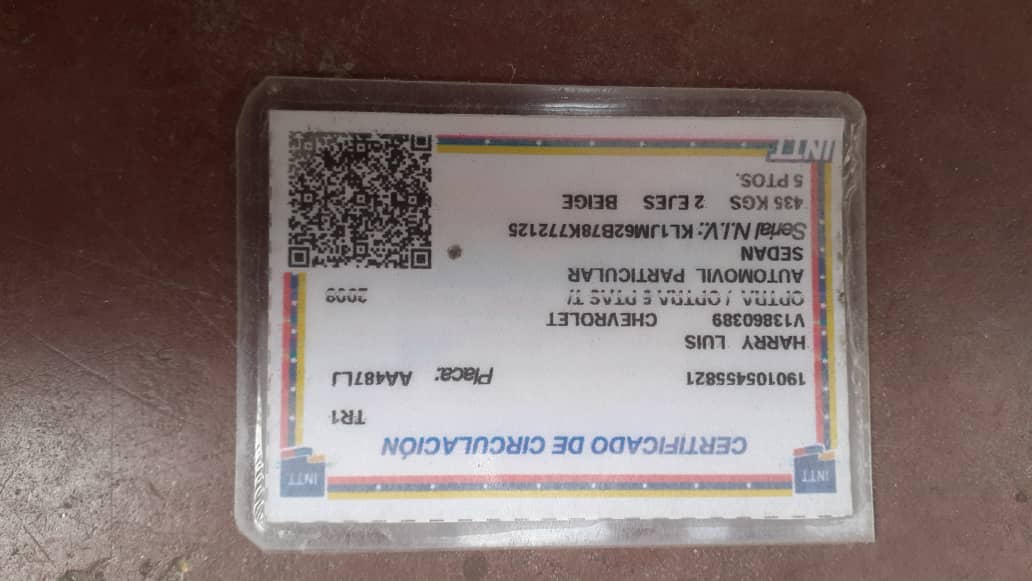 INTT INTT
CERTIFICADO DE CIRCULACIÓN
TR1
190105455821 Placa: AA487LJ
HARRY LUIS
V13860389 CHEVROLET
OPTRA / OPTRA 5 PTAS T/
AUTOMOVIL PARTICULAR
SEDAN
Serial N.I.V.: KL1JM62B78K772125
435 KGS 2 EJES BEIGE
5 PTOS.
INTT